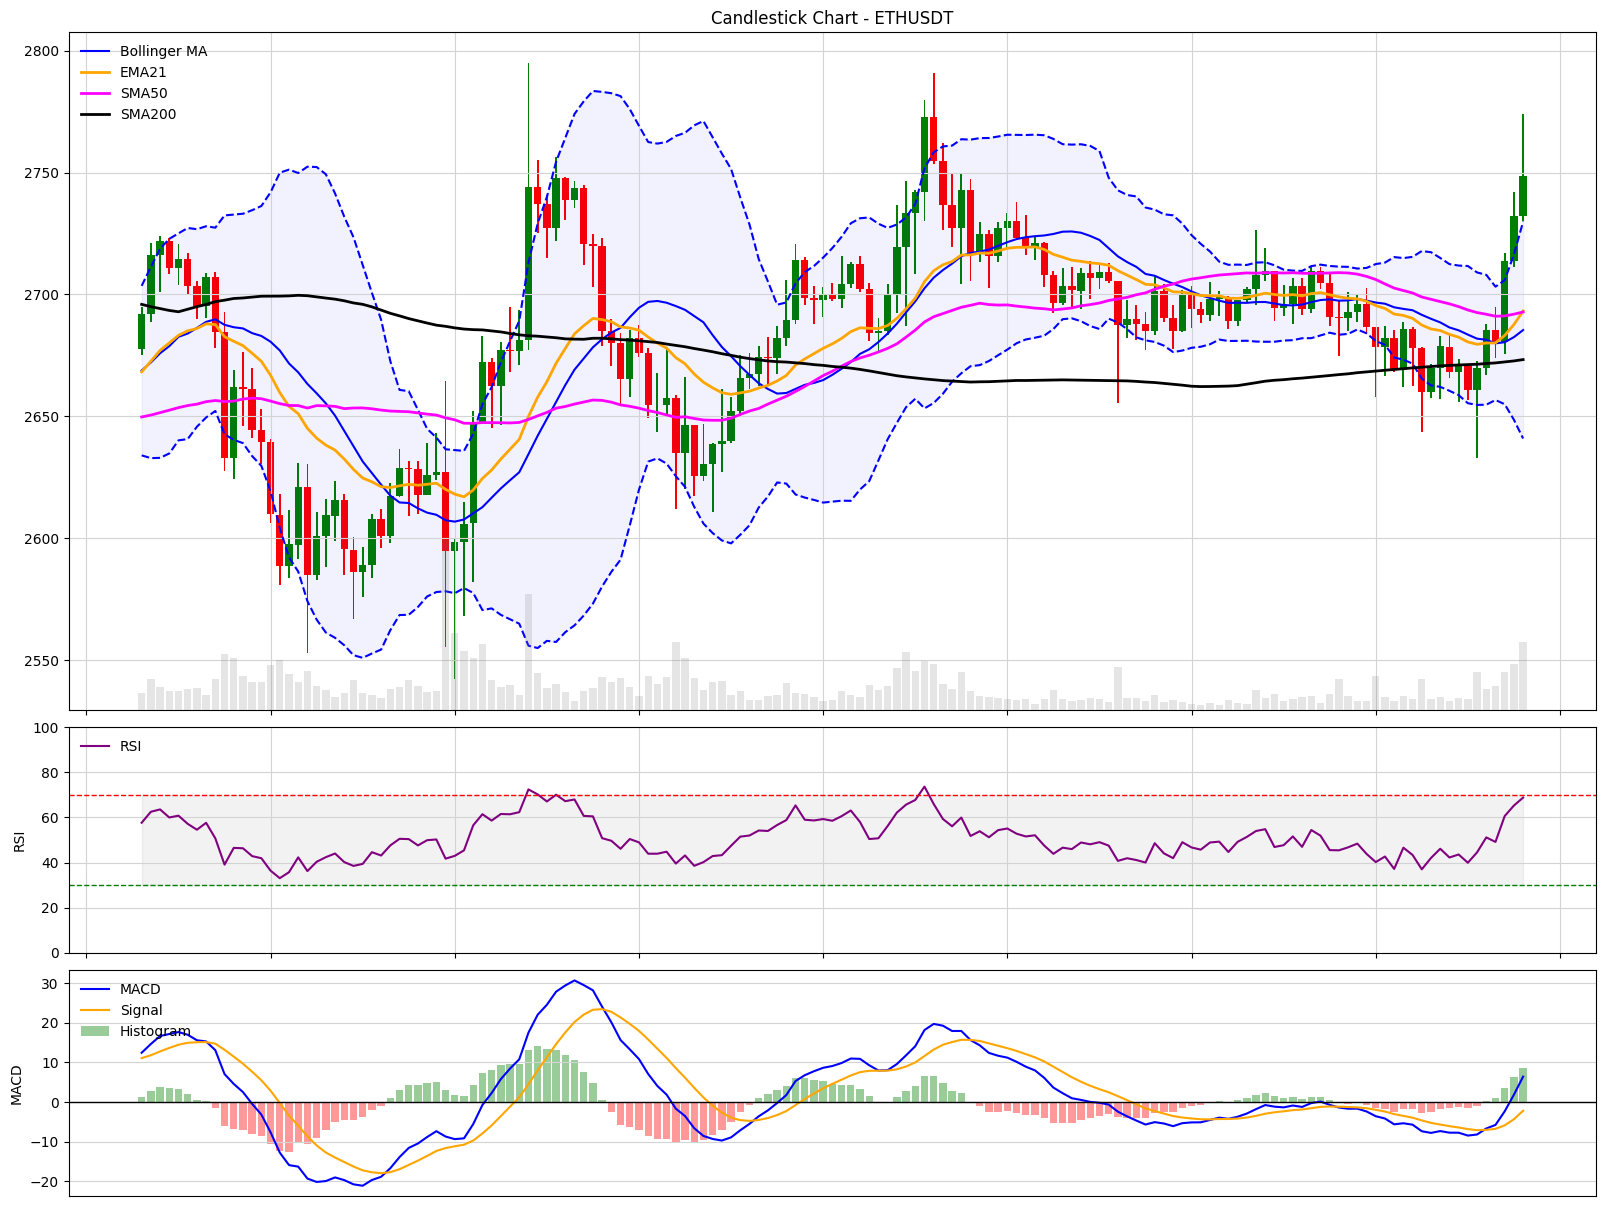 Candlestick Chart - ETHUSDT
Bollinger MA
EMA21
SMA50
SMA200
2800
2750
2700
2650
2600
2550
RSI
100
80
60
40
20
0
RSI
MACD
Signal
Histogram
30
20
10
0
−10
−20
MACD